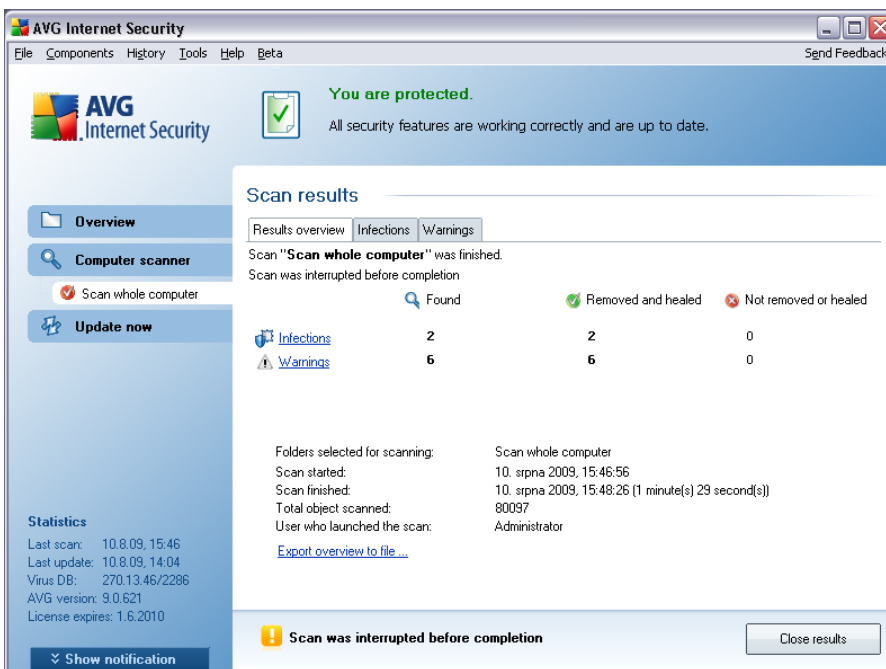 AVG Internet Security
File Components History Tools Help Beta Send Feedback
AVG
Internet Security
You are protected.
All security features are working correctly and are up to date.
Overview
Computer scanner
Scan whole computer
Update now
Scan results
Results overview Infections Warnings
Scan "Scan whole computer" was finished.
Scan was interrupted before completion
Found Removed and healed Not removed or healed
Infections 2 2 0
Warnings 6 6 0
Folders selected for scanning: Scan whole computer
Scan started: 10. srpna 2009, 15:46:56
Scan finished: 10. srpna 2009, 15:48:26 (1 minute(s) 29 second(s))
Total object scanned: 80097
User who launched the scan: Administrator
Export overview to file ...
Statistics
Last scan: 10.8.09, 15:46
Last update: 10.8.09, 14:04
Virus DB: 270.13.46/2286
AVG version: 9.0.621
License expires: 1.6.2010
Show notification
Scan was interrupted before completion
Close results